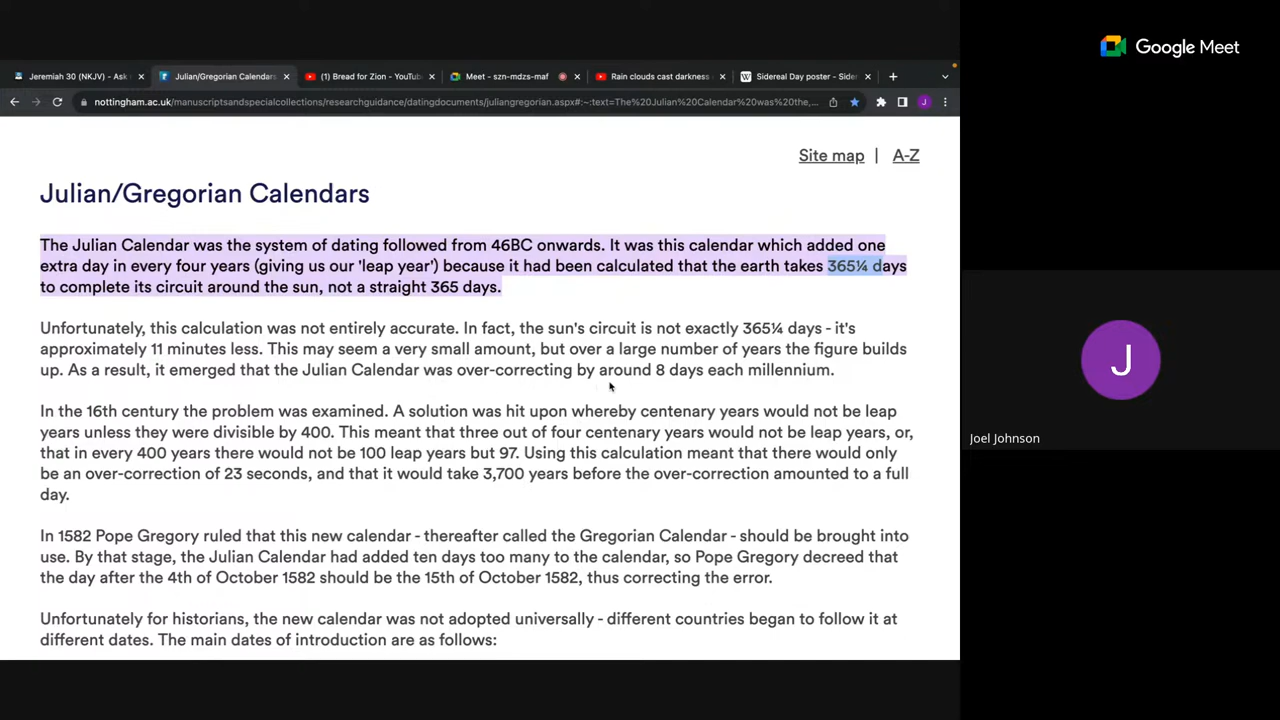 Google Meet
Jeremiah 30 (NKJV) - Ask
Julian/Gregorian Calendars
(1) Bread for Zion - YouTub
Meet - szn-mdzs-maf
Rain clouds cast darkness
Sidereal Day poster - Sider
nottingham.ac.uk/manuscriptsandspecialcollections/researchguidance/datingdocuments/juliangregorian.aspx#:~:text=The%20Julian%20Calendar%20was%20the,...
J
Site map | A-Z
Julian/Gregorian Calendars
The Julian Calendar was the system of dating followed from 46BC onwards. It was this calendar which added one
extra day in every four years (giving us our 'leap year') because it had been calculated that the earth takes 365¼ days
to complete its circuit around the sun, not a straight 365 days.
Unfortunately, this calculation was not entirely accurate. In fact, the sun's circuit is not exactly 365¼ days - it's
approximately 11 minutes less. This may seem a very small amount, but over a large number of years the figure builds
up. As a result, it emerged that the Julian Calendar was over-correcting by around 8 days each millennium.
In the 16th century the problem was examined. A solution was hit upon whereby centenary years would not be leap
years unless they were divisible by 400. This meant that three out of four centenary years would not be leap years, or,
that in every 400 years there would not be 100 leap years but 97. Using this calculation meant that there would only
be an over-correction of 23 seconds, and that it would take 3,700 years before the over-correction amounted to a full
day.
In 1582 Pope Gregory ruled that this new calendar - thereafter called the Gregorian Calendar - should be brought into
use. By that stage, the Julian Calendar had added ten days too many to the calendar, so Pope Gregory decreed that
the day after the 4th of October 1582 should be the 15th of October 1582, thus correcting the error.
Unfortunately for historians, the new calendar was not adopted universally - different countries began to follow it at
different dates. The main dates of introduction are as follows:
J
Joel Johnson